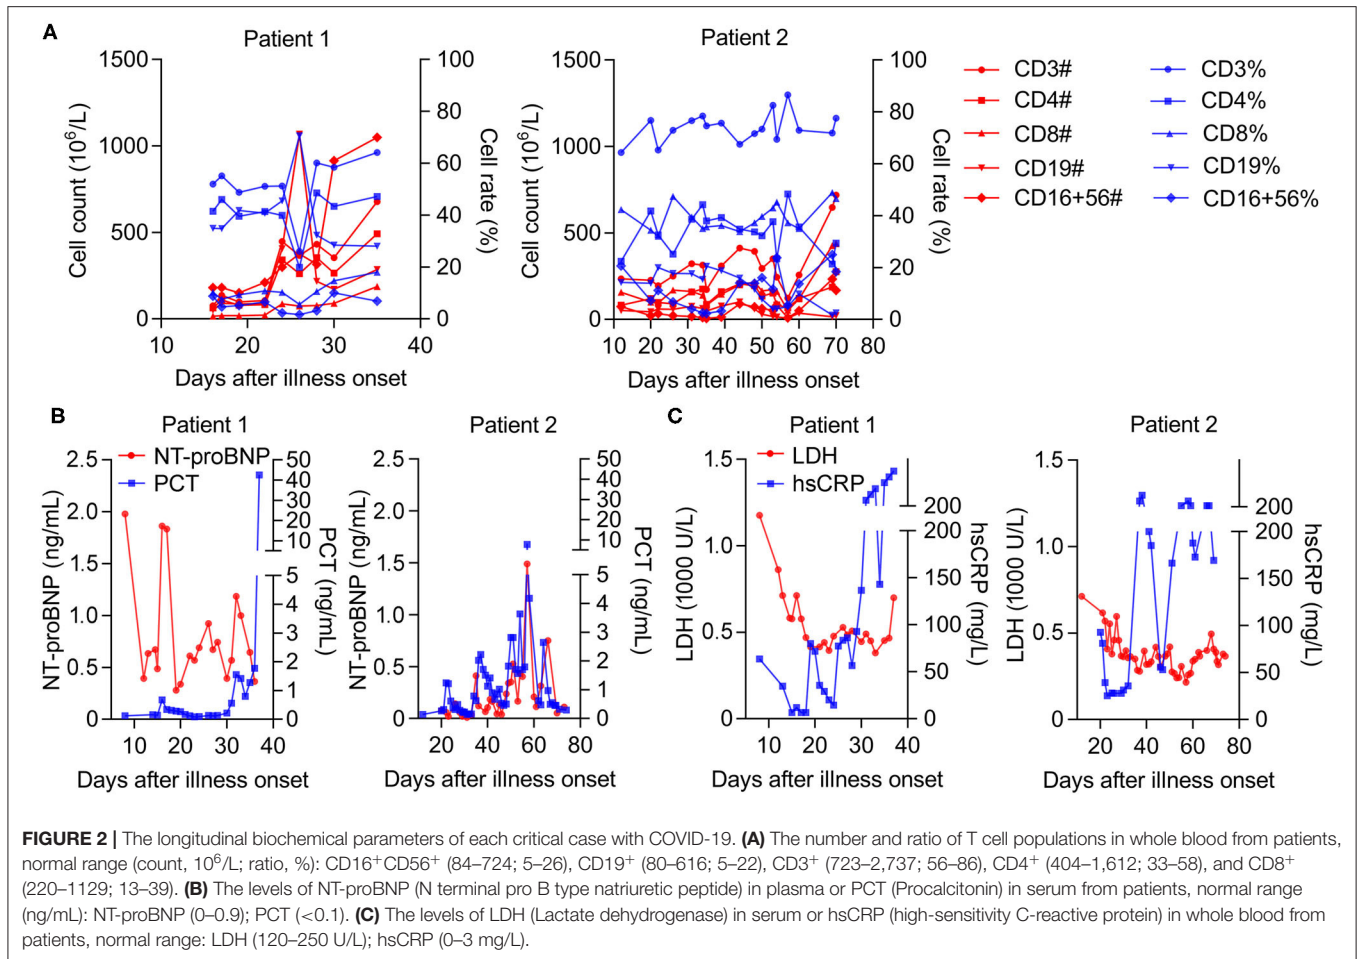 A
Patient 1
Patient 2
1500
1000
500
0
Cell count (10⁶/L)
100
80
60
40
20
0
Cell rate (%)
10 20 30 40
Days after illness onset
1500
1000
500
0
Cell count (10⁶/L)
100
80
60
40
20
0
Cell rate (%)
10 20 30 40 50 60 70 80
Days after illness onset
CD3# CD3%
CD4# CD4%
CD8# CD8%
CD19# CD19%
CD16+56# CD16+56%
B
Patient 1
NT-proBNP
PCT
2.5
2.0
1.5
1.0
0.5
0
NT-proBNP (ng/mL)
50
40
30
20
10
5
4
3
2
1
0
PCT (ng/mL)
0 10 20 30 40
Days after illness onset
Patient 2
2.5
2.0
1.5
1.0
0.5
0
NT-proBNP (ng/mL)
50
40
30
20
10
5
4
3
2
1
0
PCT (ng/mL)
20 40 60 80
Days after illness onset
C
Patient 1
LDH
hsCRP
1.5
1.0
0.5
0
LDH (1000 U/L)
200
200
150
100
50
0
hsCRP (mg/L)
10 20 30 40
Days after illness onset
Patient 2
1.5
1.0
0.5
0
LDH (1000 U/L)
200
200
150
100
50
0
hsCRP (mg/L)
20 40 60 80
Days after illness onset
FIGURE 2 | The longitudinal biochemical parameters of each critical case with COVID-19. (A) The number and ratio of T cell populations in whole blood from patients,
normal range (count, 10⁶/L; ratio, %): CD16⁺CD56⁺ (84–724; 5–26), CD19⁺ (80–616; 5–22), CD3⁺ (723–2,737; 56–86), CD4⁺ (404–1,612; 33–58), and CD8⁺
(220–1129; 13–39). (B) The levels of NT-proBNP (N terminal pro B type natriuretic peptide) in plasma or PCT (Procalcitonin) in serum from patients, normal range
(ng/mL): NT-proBNP (0–0.9); PCT (<0.1). (C) The levels of LDH (Lactate dehydrogenase) in serum or hsCRP (high-sensitivity C-reactive protein) in whole blood from
patients, normal range: LDH (120–250 U/L); hsCRP (0–3 mg/L).